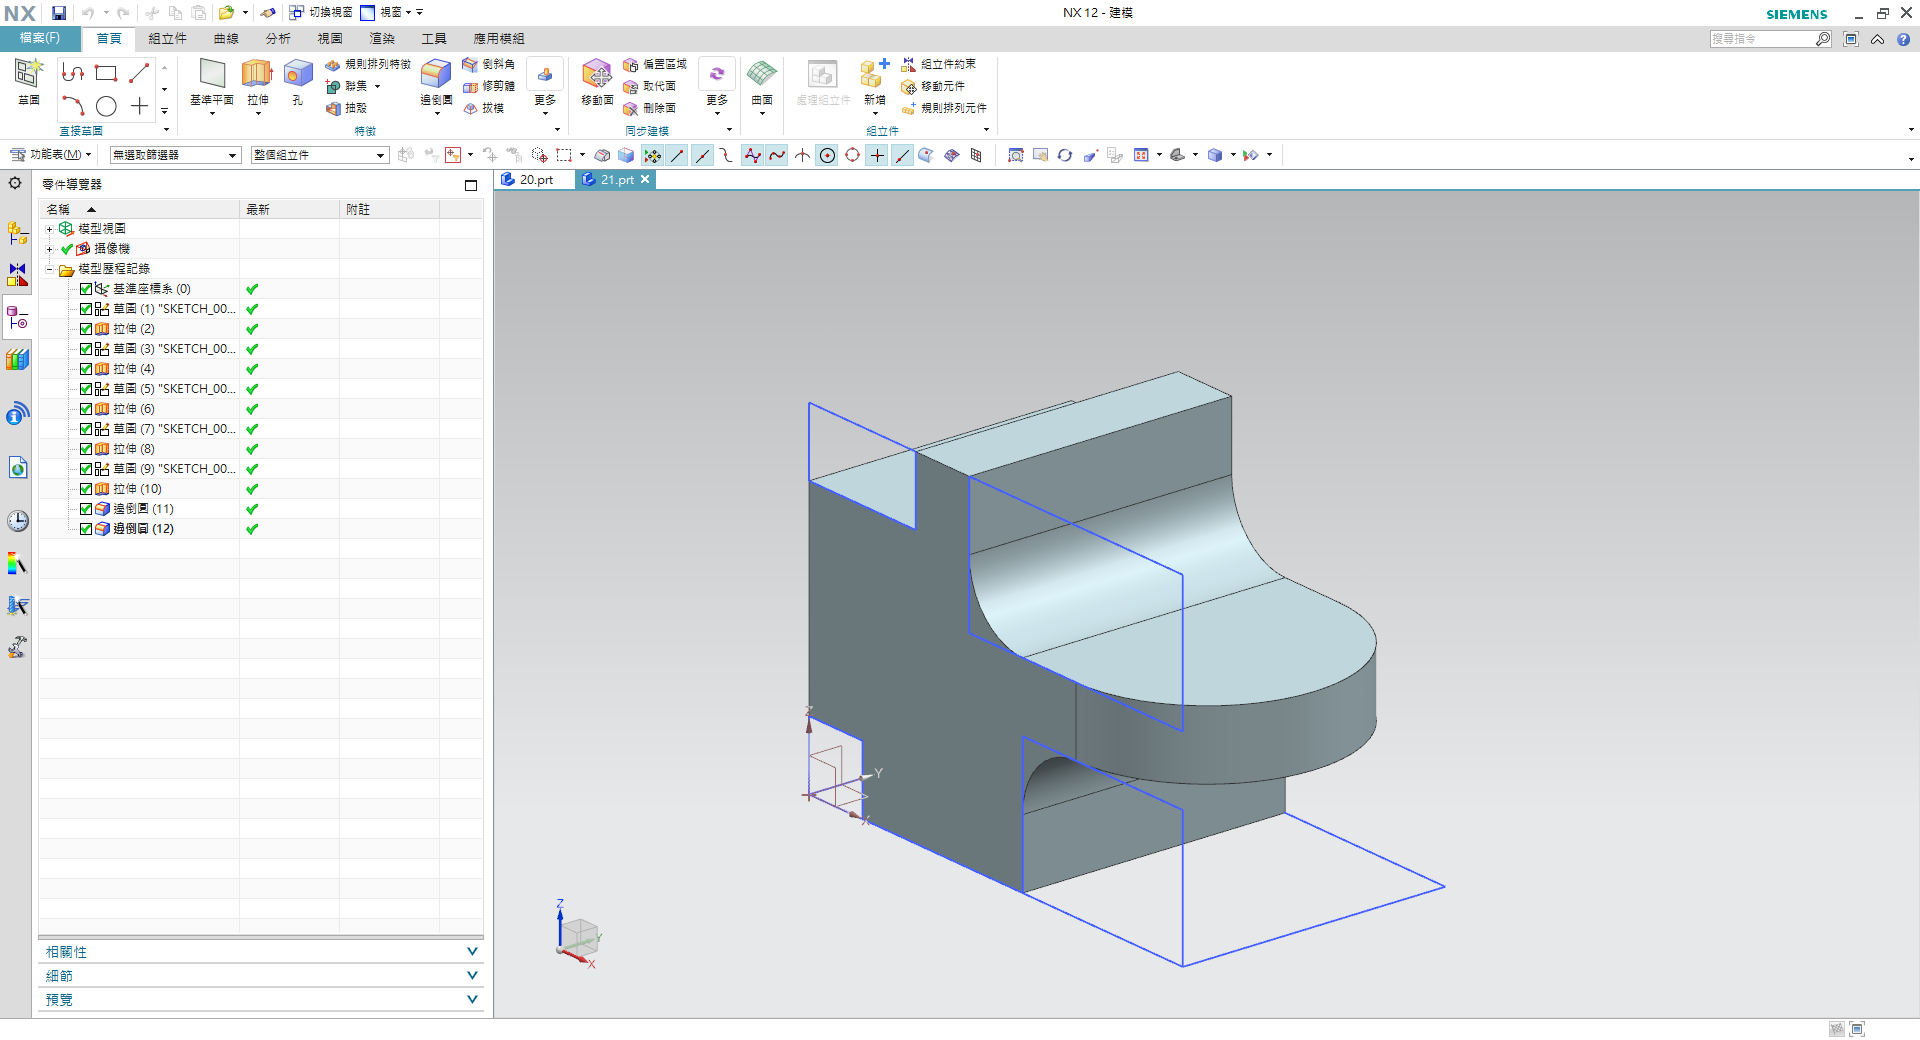 NX
切換視窗
視窗
NX 12 - 建模
SIEMENS
檔案(F)
首頁
組立件
曲線
分析
視圖
渲染
工具
應用模組
搜尋指令
草圖
直接草圖
基準平面
拉伸
孔
規則排列特徵
聯集
抽殼
邊倒圓
倒斜角
修剪體
拔模
更多
特徵
移動面
偏置區域
取代面
刪除面
更多
同步建模
曲面
處理組立件
新增
組立件約束
移動元件
規則排列元件
組立件
功能表(M)
無選取篩選器
整個組立件
零件導覽器
20.prt
21.prt
名稱
最新
附註
模型視圖
攝像機
模型歷程記錄
基準座標系 (0)
草圖 (1) "SKETCH_00...
拉伸 (2)
草圖 (3) "SKETCH_00...
拉伸 (4)
草圖 (5) "SKETCH_00...
拉伸 (6)
草圖 (7) "SKETCH_00...
拉伸 (8)
草圖 (9) "SKETCH_00...
拉伸 (10)
邊倒圓 (11)
邊倒圓 (12)
Z
Y
X
Z
Y
X
相關性
細節
預覽